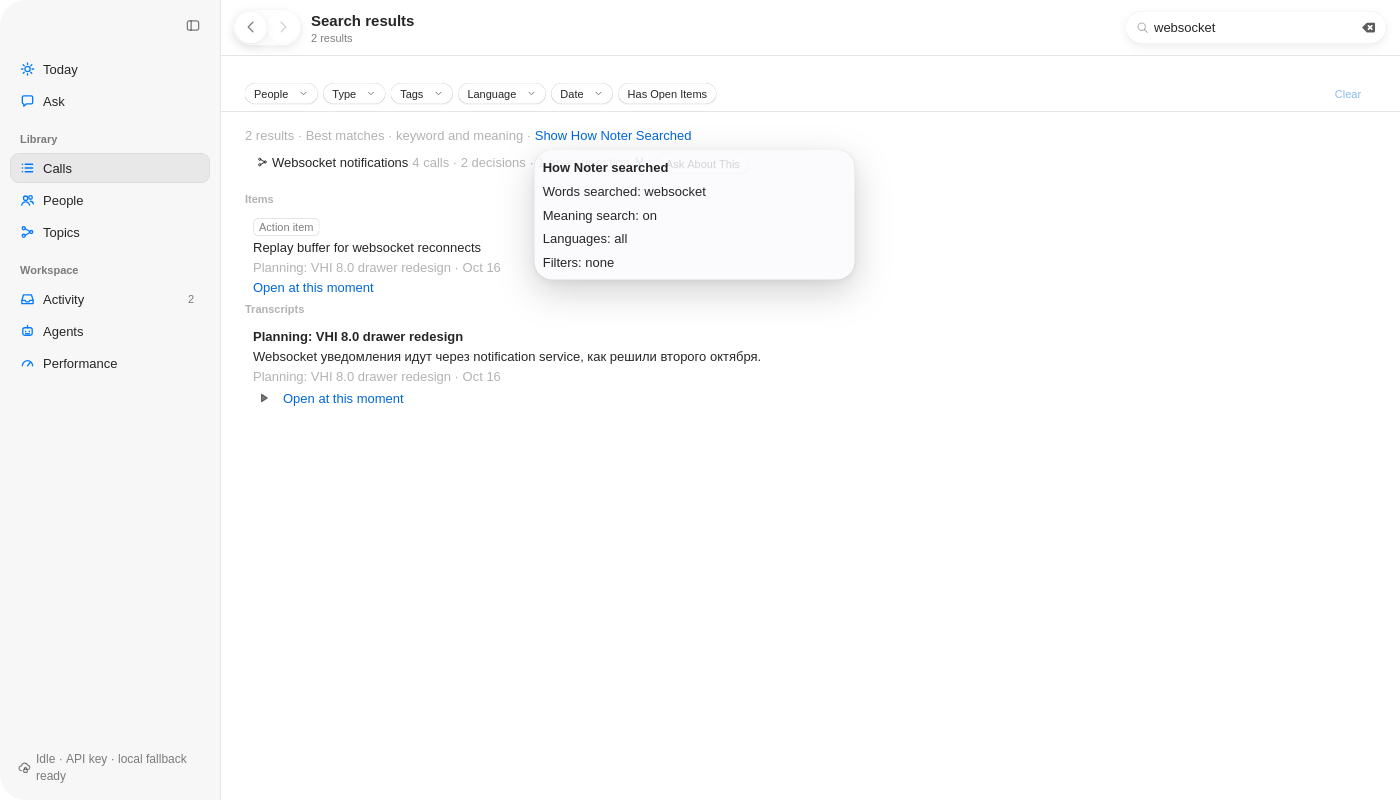 Search results
2 results
websocket
Today
Ask
Library
Calls
People
Topics
Workspace
Activity 2
Agents
Performance
Idle · API key · local fallback
ready
People Type Tags Language Date Has Open Items Clear
2 results · Best matches · keyword and meaning · Show How Noter Searched
Websocket notifications 4 calls · 2 decisions · Ask About This
How Noter searched
Words searched: websocket
Meaning search: on
Languages: all
Filters: none
Items
Action item
Replay buffer for websocket reconnects
Planning: VHI 8.0 drawer redesign · Oct 16
Open at this moment
Transcripts
Planning: VHI 8.0 drawer redesign
Websocket уведомления идут через notification service, как решили второго октября.
Planning: VHI 8.0 drawer redesign · Oct 16
Open at this moment